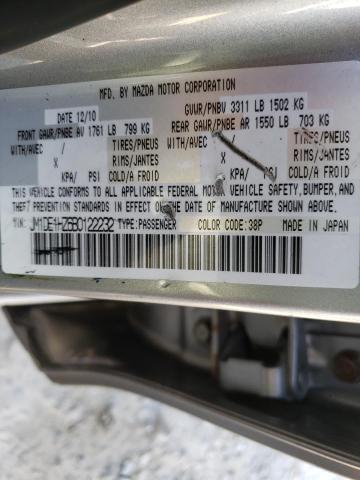 MFG. BY MAZDA MOTOR CORPORATION
12/10 GVWR/PNBV 3311 LB 1502 KG
FRONT GAWR/PNBE AV 1761 LB 799 KG REAR GAWR/PNBE AR 1550 LB 703 KG
WITH/AVEC / TIRES/PNEUS WITH/AVEC TIRES/PNEUS
X RIMS/JANTES X RIMS/JANTES
KPA/ PSI COLD/A FROID KPA/ PSI COLD/A FROID
THIS VEHICLE CONFORMS TO ALL APPLICABLE FEDERAL MOTOR VEHICLE SAFETY, BUMPER, AND
THEFT PREVENTION STANDARDS IN EFFECT ON THE DATE OF MANUFACTURE SHOWN ABOVE.
VIN: JM1DE1HZ6B0122232 TYPE: PASSENGER COLOR CODE: 38P MADE IN JAPAN